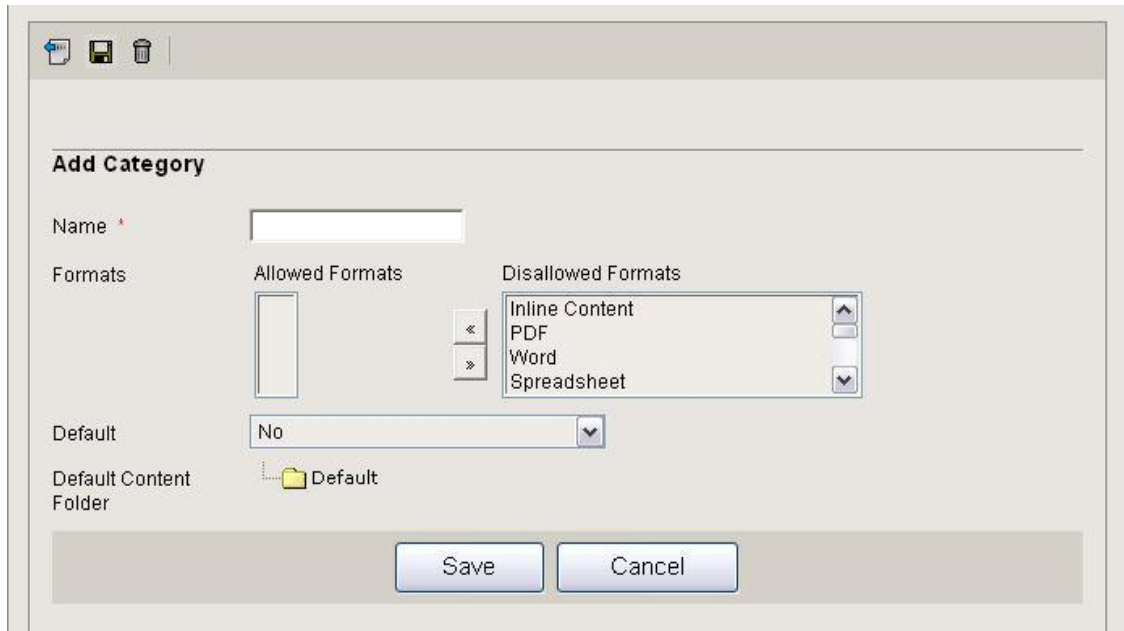 Add Category
Name *
Formats
Allowed Formats
Disallowed Formats
Inline Content
PDF
Word
Spreadsheet
«
»
Default
No
Default Content
Folder
Default
Save
Cancel